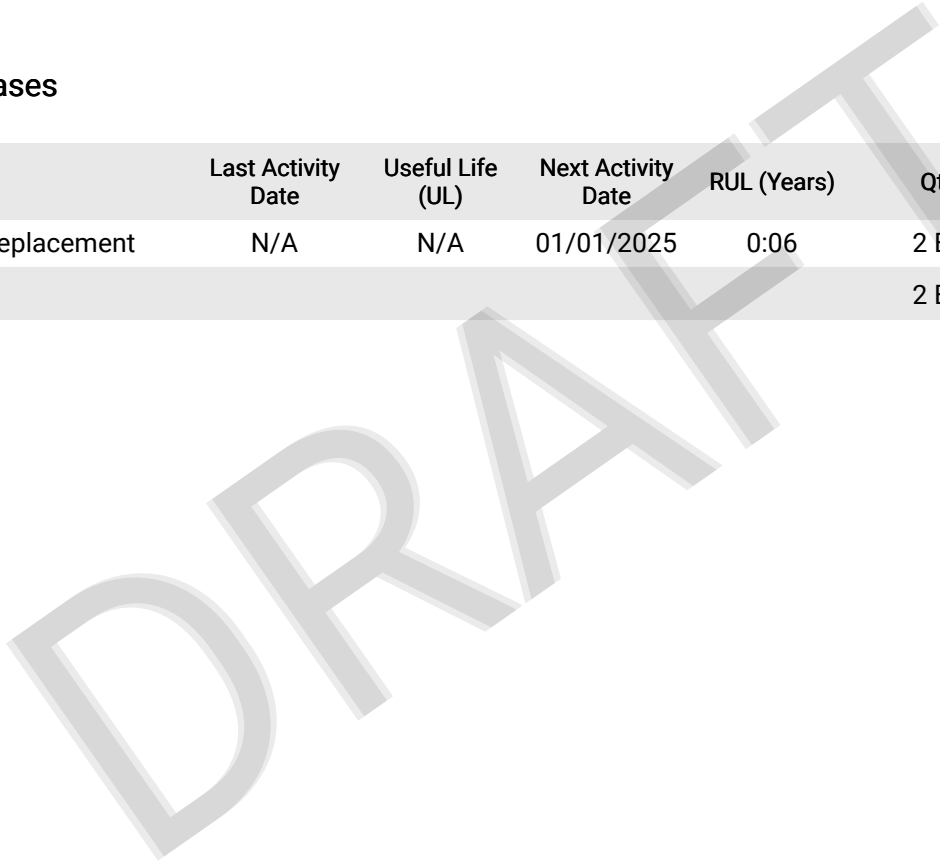 ases
Last Activity Date Useful Life (UL) Next Activity Date RUL (Years) Qt
eplacement N/A N/A 01/01/2025 0:06 2 E
2 E
DRAFT